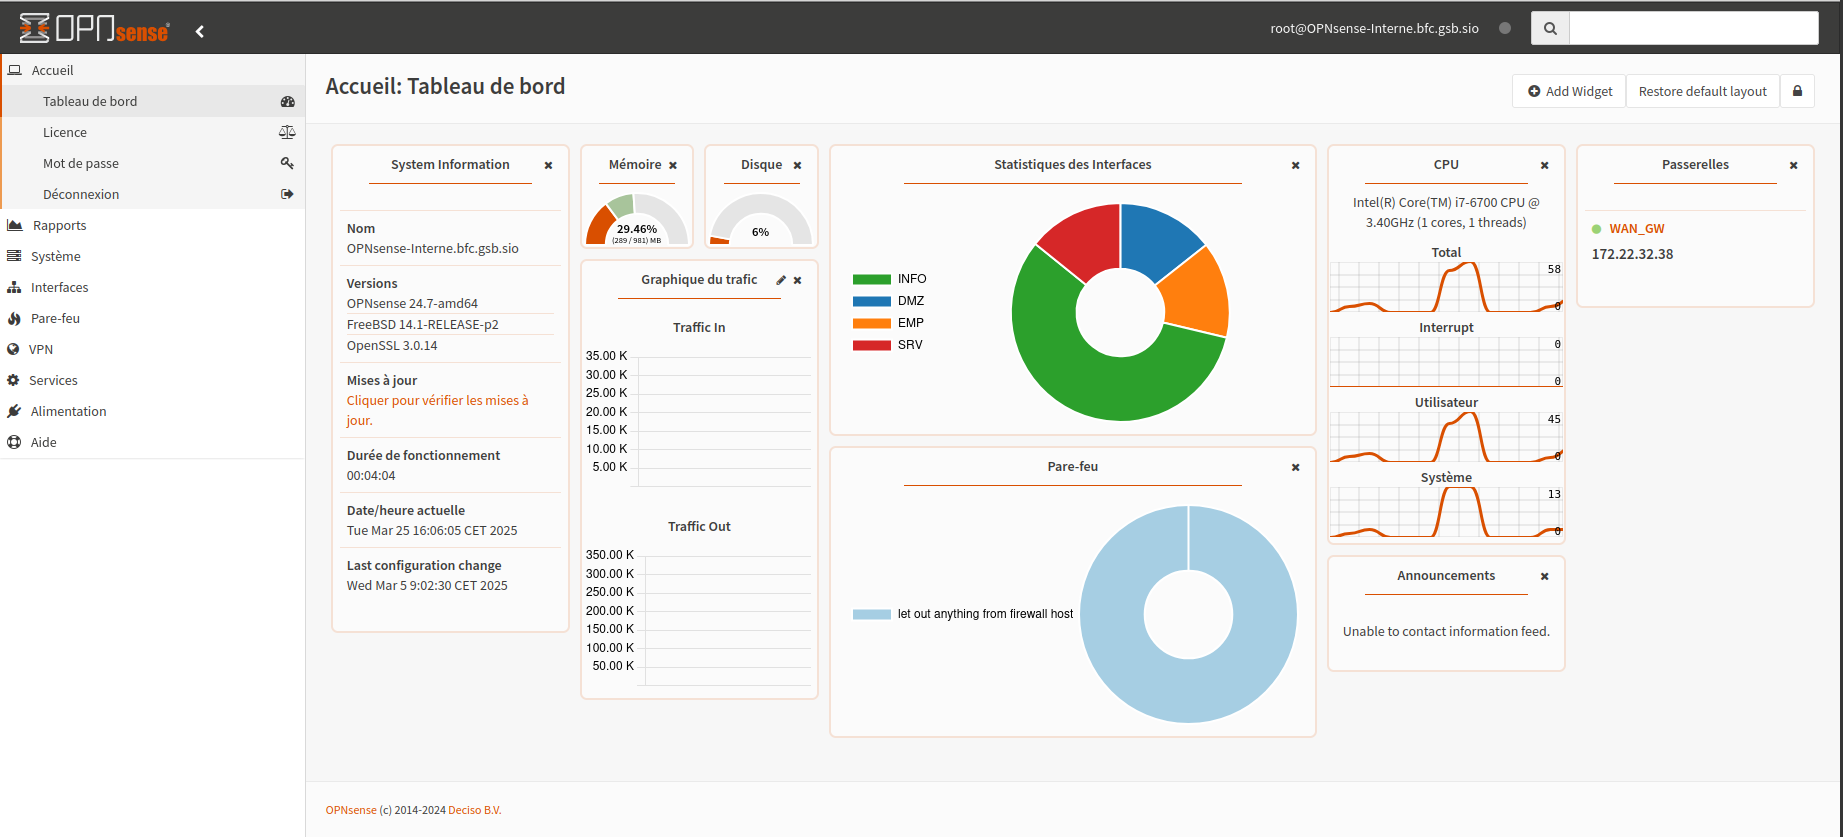 OPNsense
root@OPNsense-Interne.bfc.gsb.sio
Accueil
Tableau de bord
Licence
Mot de passe
Déconnexion
Rapports
Système
Interfaces
Pare-feu
VPN
Services
Alimentation
Aide
Accueil: Tableau de bord
Add Widget
Restore default layout
System Information
Nom
OPNsense-Interne.bfc.gsb.sio
Versions
OPNsense 24.7-amd64
FreeBSD 14.1-RELEASE-p2
OpenSSL 3.0.14
Mises à jour
Cliquer pour vérifier les mises à
jour.
Durée de fonctionnement
00:04:04
Date/heure actuelle
Tue Mar 25 16:06:05 CET 2025
Last configuration change
Wed Mar 5 9:02:30 CET 2025
Mémoire
29.46%
(289 / 981) MB
Disque
6%
Graphique du trafic
Traffic In
35.00 K
30.00 K
25.00 K
20.00 K
15.00 K
10.00 K
5.00 K
Traffic Out
350.00 K
300.00 K
250.00 K
200.00 K
150.00 K
100.00 K
50.00 K
Statistiques des Interfaces
INFO
DMZ
EMP
SRV
Pare-feu
let out anything from firewall host
CPU
Intel(R) Core(TM) i7-6700 CPU @
3.40GHz (1 cores, 1 threads)
Total
58
0
Interrupt
0
0
Utilisateur
45
0
Système
13
0
Announcements
Unable to contact information feed.
Passerelles
WAN_GW
172.22.32.38
OPNsense (c) 2014-2024 Deciso B.V.